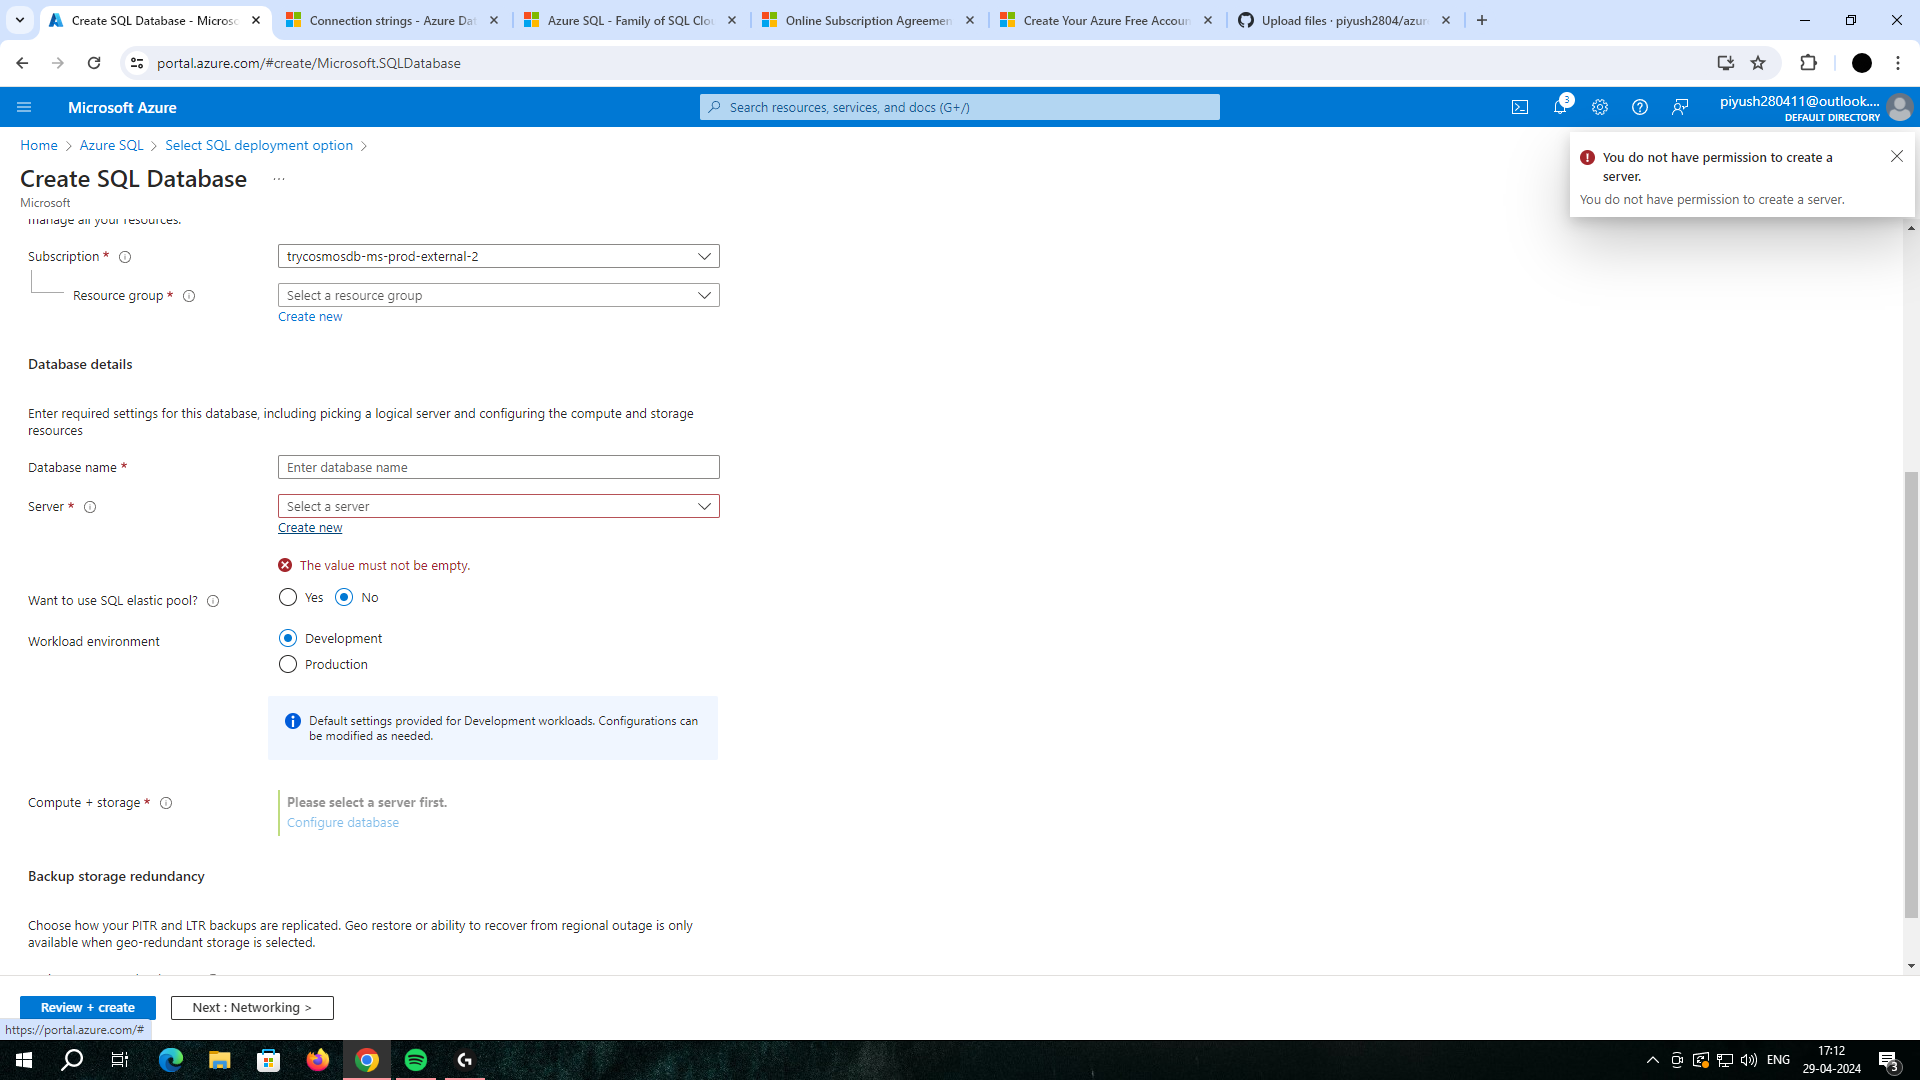 Create SQL Database - Microso
Connection strings - Azure Dat
Azure SQL - Family of SQL Clou
Online Subscription Agreemen
Create Your Azure Free Accoun
Upload files · piyush2804/azur
portal.azure.com/#create/Microsoft.SQLDatabase
Microsoft Azure
Search resources, services, and docs (G+/)
3
piyush280411@outlook....
DEFAULT DIRECTORY
Home > Azure SQL > Select SQL deployment option >
You do not have permission to create a
server.
You do not have permission to create a server.
Create SQL Database ...
Microsoft
manage all your resources.
Subscription *
trycosmosdb-ms-prod-external-2
Resource group *
Select a resource group
Create new
Database details
Enter required settings for this database, including picking a logical server and configuring the compute and storage
resources
Database name *
Enter database name
Server *
Select a server
Create new
The value must not be empty.
Want to use SQL elastic pool?
Yes
No
Workload environment
Development
Production
Default settings provided for Development workloads. Configurations can
be modified as needed.
Compute + storage *
Please select a server first.
Configure database
Backup storage redundancy
Choose how your PITR and LTR backups are replicated. Geo restore or ability to recover from regional outage is only
available when geo-redundant storage is selected.
Review + create
Next : Networking >
https://portal.azure.com/#
ENG
17:12
29-04-2024
3